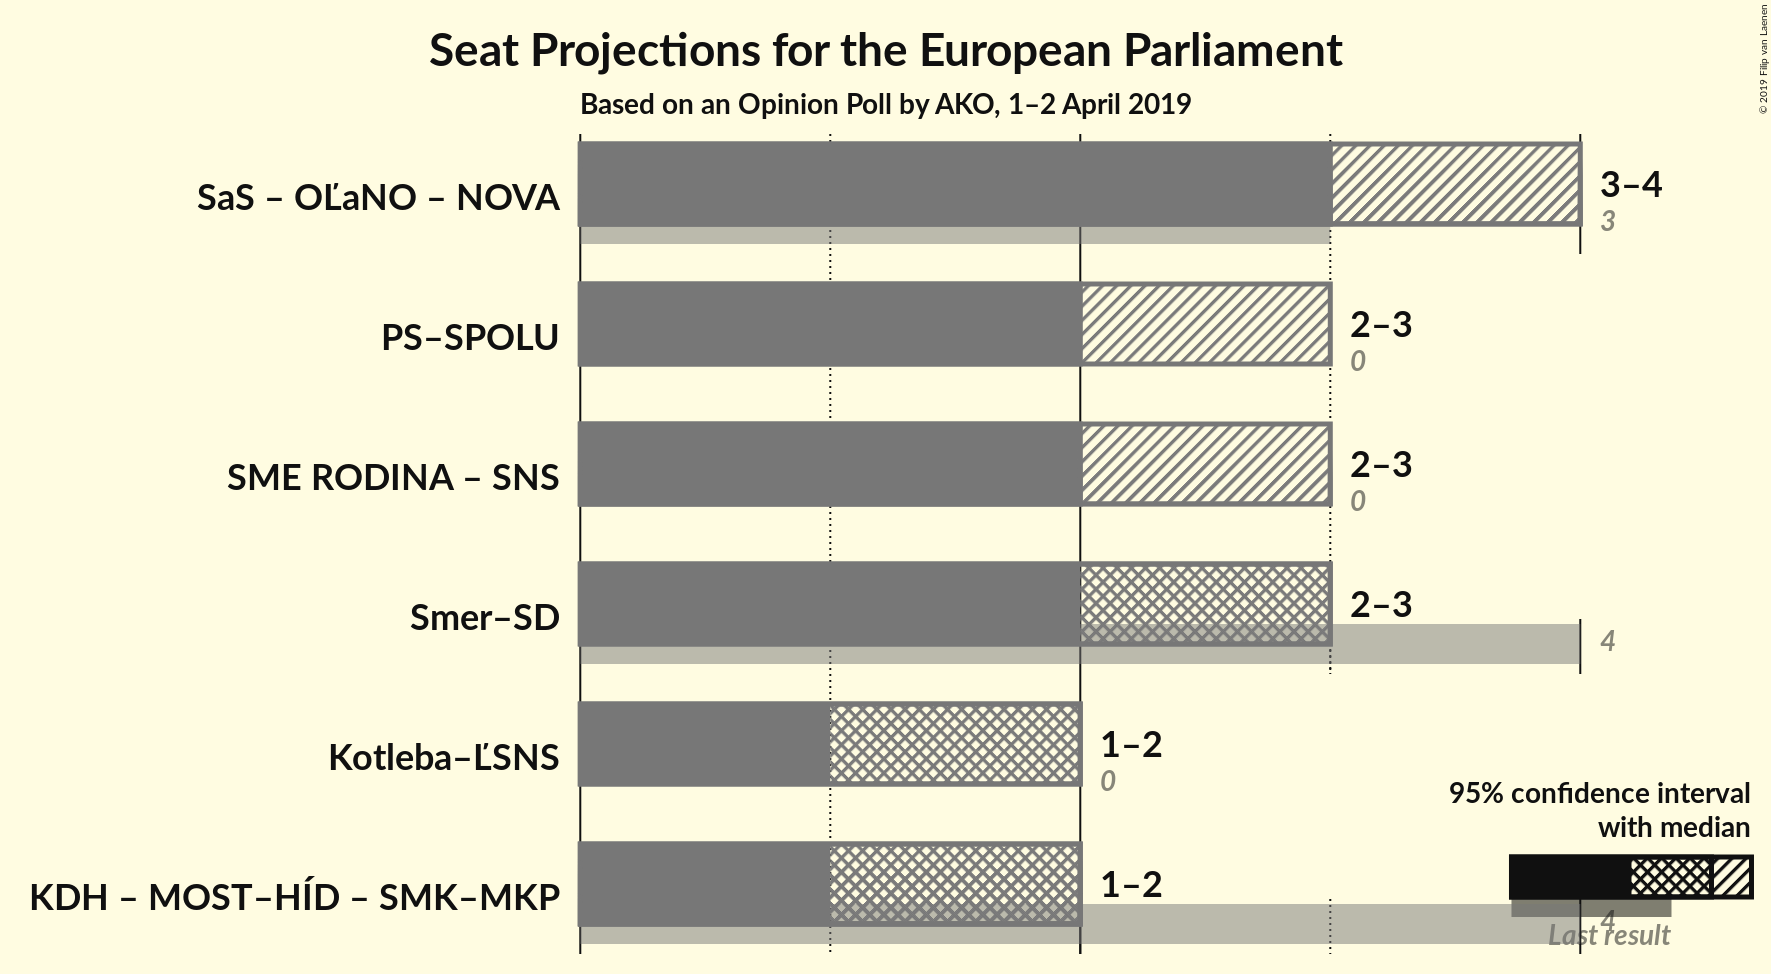 Seat Projections for the European Parliament
Based on an Opinion Poll by AKO, 1–2 April 2019
© 2019 Filip van Laenen
SaS – OĽaNO – NOVA
3–4
3
PS–SPOLU
2–3
0
SME RODINA – SNS
2–3
0
Smer–SD
2–3
4
Kotleba–ĽSNS
1–2
0
KDH – MOST–HÍD – SMK–MKP
1–2
4
95% confidence interval
with median
Last result